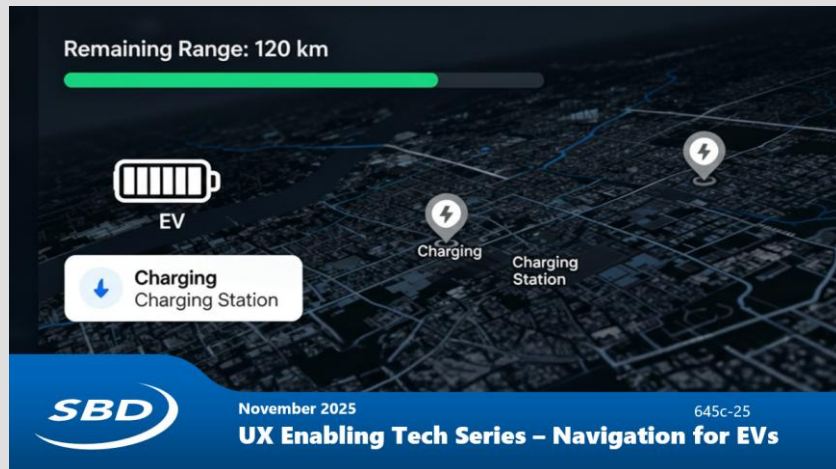 Remaining Range: 120 km
EV
Charging
Charging Station
Charging
Charging
Station
SBD
November 2025
645c-25
UX Enabling Tech Series – Navigation for EVs